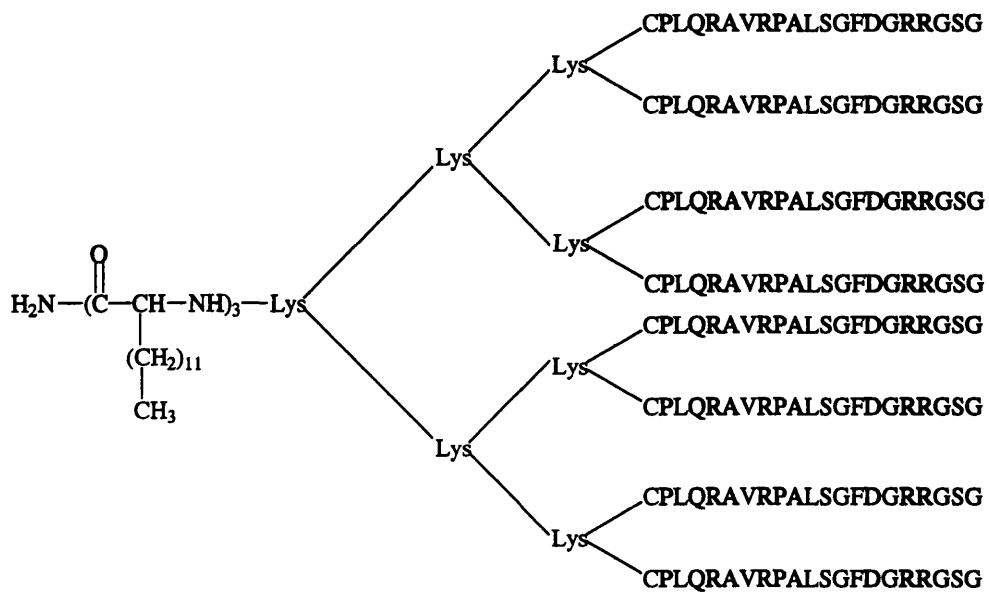 CPLQRAVRPALSGFDGRRGSG
Lys
CPLQRAVRPALSGFDGRRGSG
Lys
CPLQRAVRPALSGFDGRRGSG
Lys
CPLQRAVRPALSGFDGRRGSG
O
H₂N—(C—CH—NH)₃—Lys
CPLQRAVRPALSGFDGRRGSG
(CH₂)₁₁
Lys
CH₃
CPLQRAVRPALSGFDGRRGSG
Lys
CPLQRAVRPALSGFDGRRGSG
Lys
CPLQRAVRPALSGFDGRRGSG